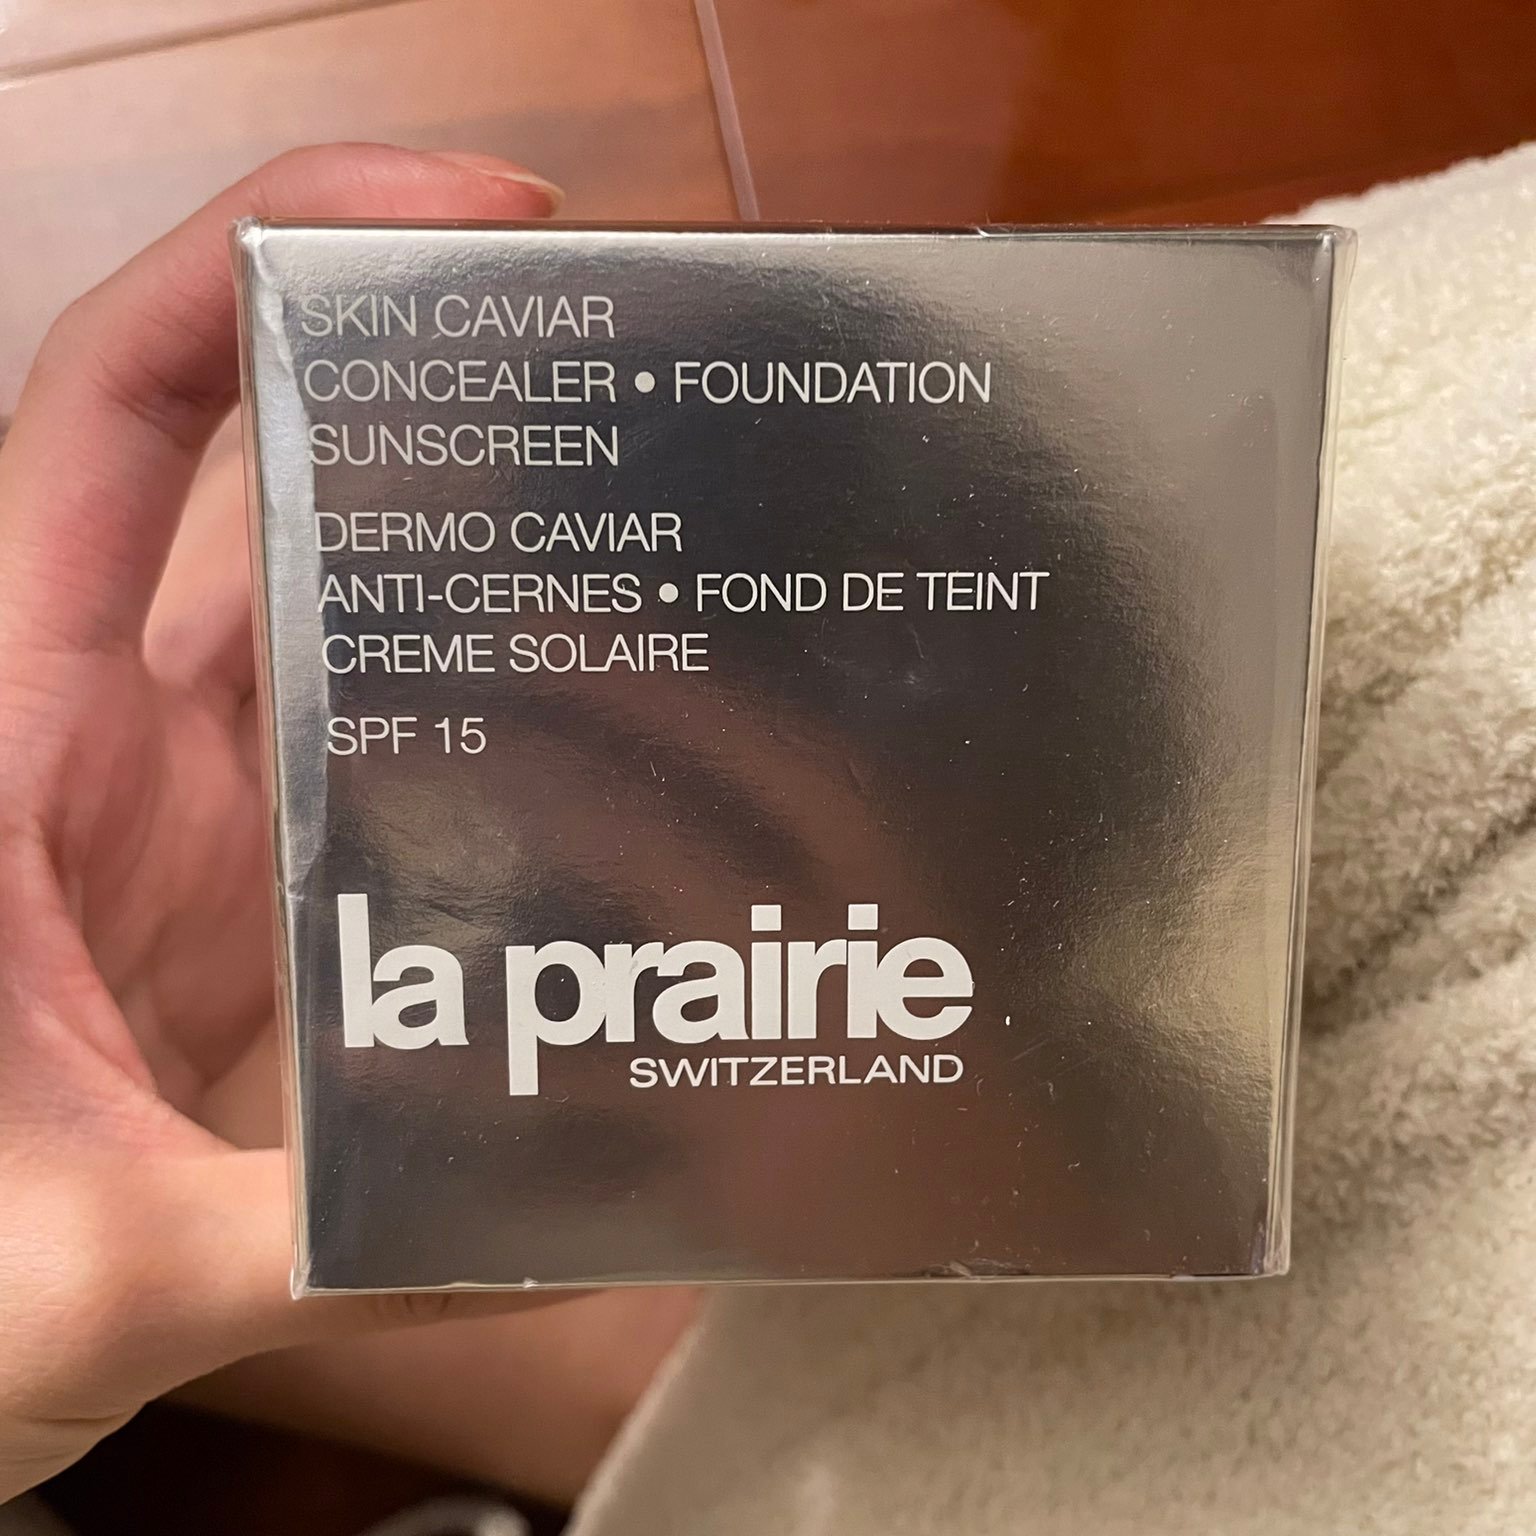 SKIN CAVIAR
CONCEALER • FOUNDATION
SUNSCREEN
DERMO CAVIAR
ANTI-CERNES • FOND DE TEINT
CREME SOLAIRE
SPF 15
la prairie
SWITZERLAND